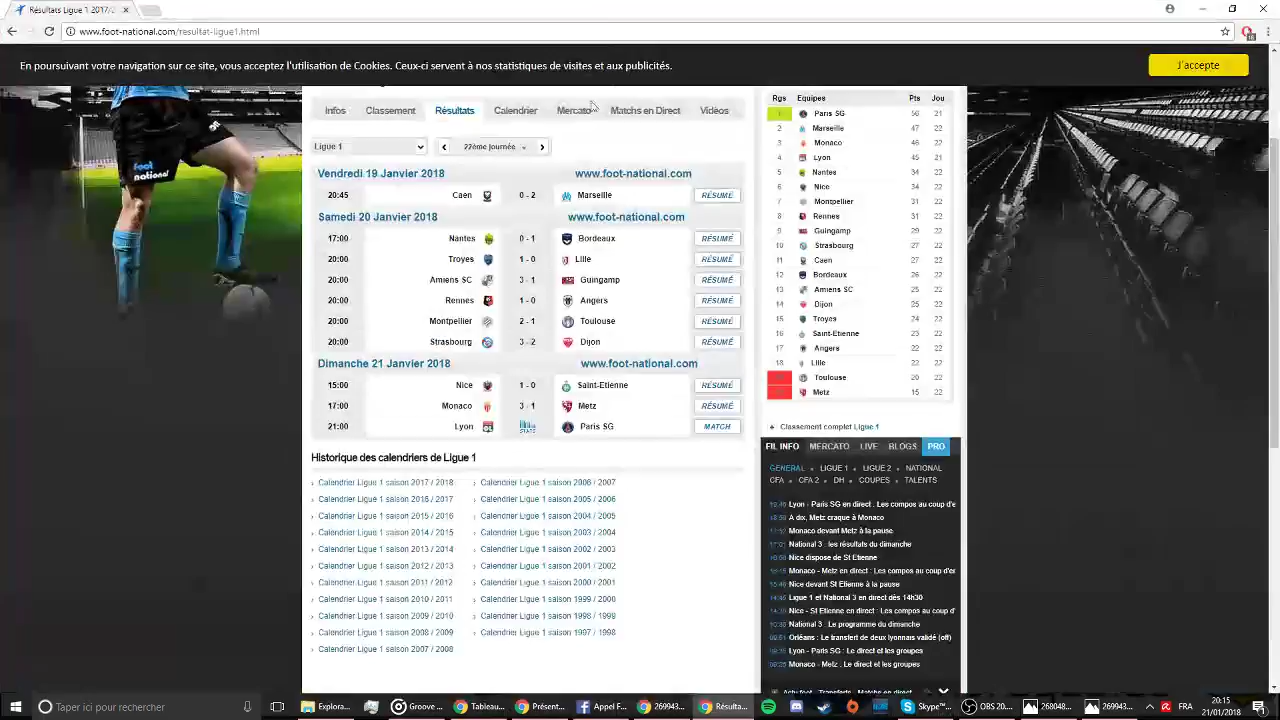 Résultats Ligne 1 2017/2
www.foot-national.com/resultat-ligue1.html
En poursuivant votre navigation sur ce site, vous acceptez l'utilisation de Cookies. Ceux-ci servent à nos statistiques de visites et aux publicités.
J'accepte
Infos Classement Résultats Calendrier Mercato Matchs en Direct Vidéos
Ligue 1
22ème journée
Vendredi 19 Janvier 2018 www.foot-national.com
20:45 Caen 0 - 2 Marseille RÉSUMÉ
Samedi 20 Janvier 2018 www.foot-national.com
17:00 Nantes 0 - 1 Bordeaux RÉSUMÉ
20:00 Troyes 1 - 0 Lille RÉSUMÉ
20:00 Amiens SC 3 - 1 Guingamp RÉSUMÉ
20:00 Rennes 1 - 0 Angers RÉSUMÉ
20:00 Montpellier 2 - 1 Toulouse RÉSUMÉ
20:00 Strasbourg 3 - 2 Dijon RÉSUMÉ
Dimanche 21 Janvier 2018 www.foot-national.com
15:00 Nice 1 - 0 Saint-Etienne RÉSUMÉ
17:00 Monaco 3 - 1 Metz RÉSUMÉ
21:00 Lyon Paris SG MATCH
Historique des calendriers de Ligue 1
Calendrier Ligue 1 saison 2017 / 2018 Calendrier Ligue 1 saison 2006 / 2007
Calendrier Ligue 1 saison 2016 / 2017 Calendrier Ligue 1 saison 2005 / 2006
Calendrier Ligue 1 saison 2015 / 2016 Calendrier Ligue 1 saison 2004 / 2005
Calendrier Ligue 1 saison 2014 / 2015 Calendrier Ligue 1 saison 2003 / 2004
Calendrier Ligue 1 saison 2013 / 2014 Calendrier Ligue 1 saison 2002 / 2003
Calendrier Ligue 1 saison 2012 / 2013 Calendrier Ligue 1 saison 2001 / 2002
Calendrier Ligue 1 saison 2011 / 2012 Calendrier Ligue 1 saison 2000 / 2001
Calendrier Ligue 1 saison 2010 / 2011 Calendrier Ligue 1 saison 1999 / 2000
Calendrier Ligue 1 saison 2009 / 2010 Calendrier Ligue 1 saison 1998 / 1999
Calendrier Ligue 1 saison 2008 / 2009 Calendrier Ligue 1 saison 1997 / 1998
Calendrier Ligue 1 saison 2007 / 2008
Rgs Equipes Pts Jou
1 Paris SG 56 21
2 Marseille 47 22
3 Monaco 46 22
4 Lyon 45 21
5 Nantes 34 22
6 Nice 34 22
7 Montpellier 31 22
8 Rennes 31 22
9 Guingamp 29 22
10 Strasbourg 27 22
11 Caen 27 22
12 Bordeaux 26 22
13 Amiens SC 25 22
14 Dijon 25 22
15 Troyes 24 22
16 Saint-Etienne 23 22
17 Angers 22 22
18 Lille 22 22
Toulouse 20 22
Metz 15 22
Classement complet Ligue 1
FIL INFO MERCATO LIVE BLOGS PRO
GENERAL LIGUE 1 LIGUE 2 NATIONAL
CFA CFA 2 DH COUPES TALENTS
Lyon - Paris SG en direct : Les compos au coup d'e
A dix, Metz craque à Monaco
Monaco devant Metz à la pause
National 3 : les résultats du dimanche
Nice dispose de St Etienne
Monaco - Metz en direct : Les compos au coup d'en
Nice devant St Etienne à la pause
Ligue 1 et National 3 en direct dès 14h30
Nice - St Etienne en direct : Les compos au coup d'
National 3 : Le programme du dimanche
Orléans : Le transfert de deux lyonnais validé (off)
Lyon - Paris SG : Le direct et les groupes
Monaco - Metz : Le direct et les groupes
Actu foot - Transferts - Matchs en direct
foot national
pour ici pour rechercher
Explora... groove... Tableau... Présent... Appel F... 269943... Résulta... Skype™... OBS 20... 268048... 269943...
FRA
20:15
21/01/2018